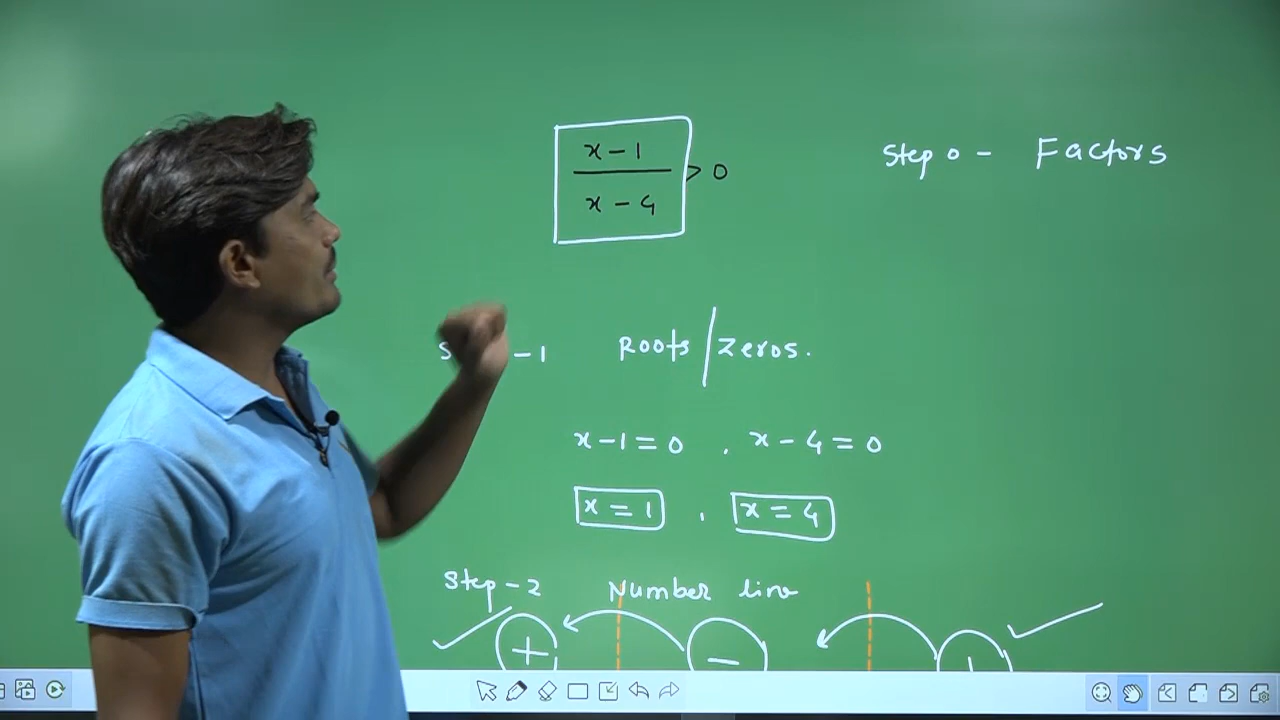 x-1
x-4
> 0
Step 0 - Factors
- 1 Roots/zeros.
x-1=0 , x-4=0
x=1 , x=4
Step-2 Number line
+ -